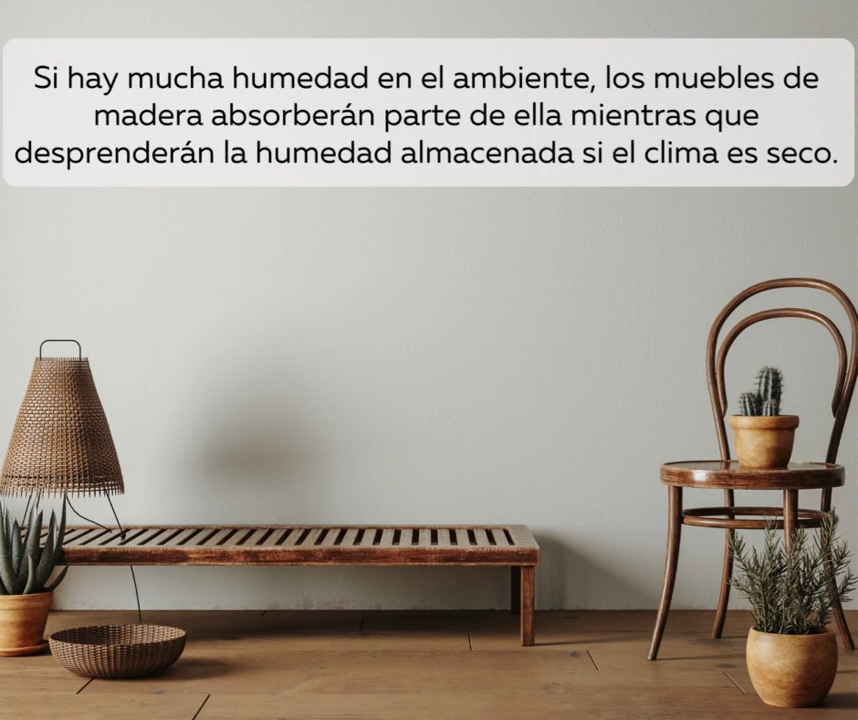 Si hay mucha humedad en el ambiente, los muebles de
madera absorberán parte de ella mientras que
desprenderán la humedad almacenada si el clima es seco.